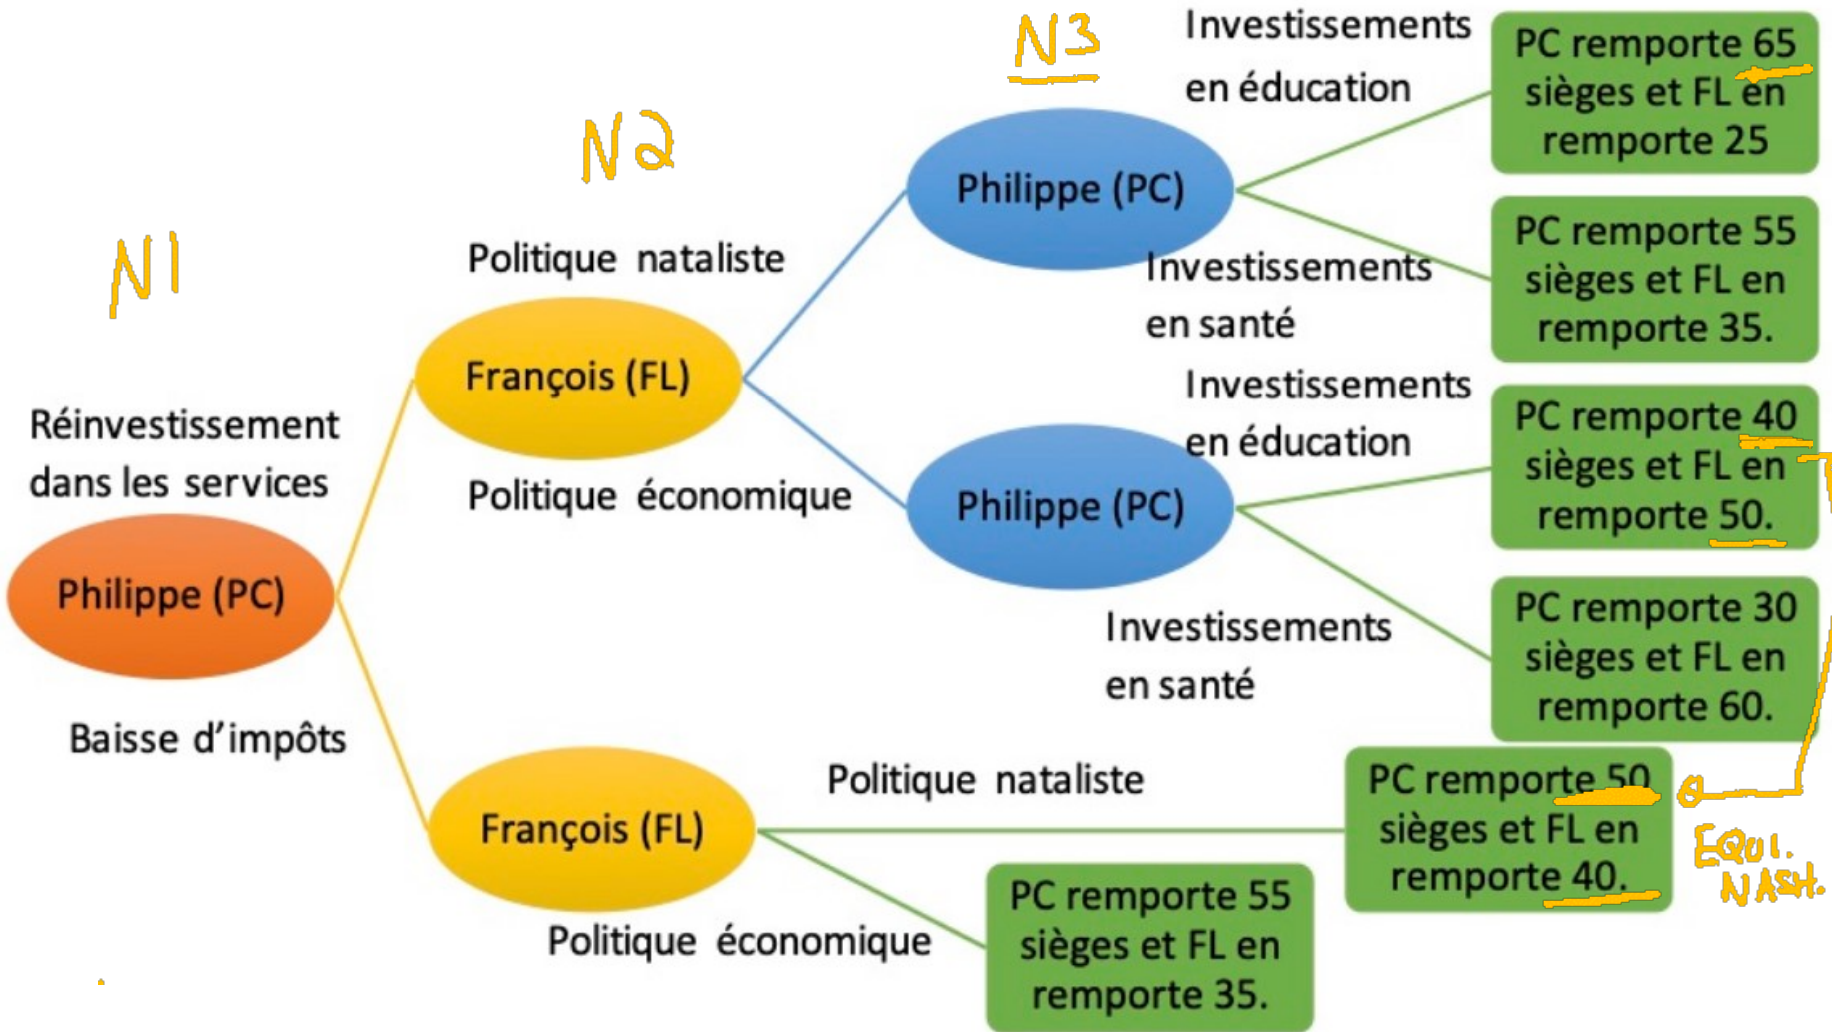 N1
N2
N3
Réinvestissement
dans les services
Philippe (PC)
Baisse d'impôts
Politique nataliste
François (FL)
Politique économique
Philippe (PC)
Investissements
en éducation
Investissements
en santé
PC remporte 65
sièges et FL en
remporte 25
PC remporte 55
sièges et FL en
remporte 35.
Philippe (PC)
Investissements
en éducation
Investissements
en santé
PC remporte 40
sièges et FL en
remporte 50.
PC remporte 30
sièges et FL en
remporte 60.
François (FL)
Politique nataliste
Politique économique
PC remporte 50
sièges et FL en
remporte 40.
EQUI.
NASH.
PC remporte 55
sièges et FL en
remporte 35.